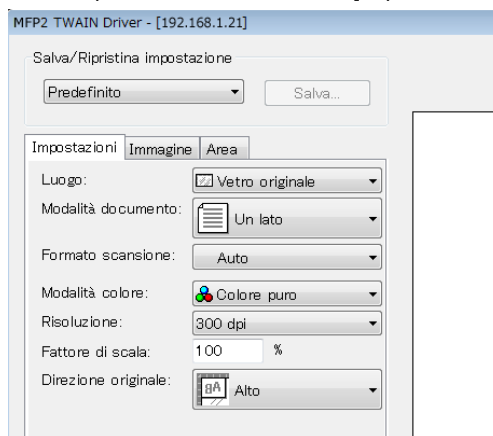 MFP2 TWAIN Driver - [192.168.1.21]
Salva/Ripristina impostazione
Predefinito Salva...
Impostazioni Immagine Area
Luogo: Vetro originale
Modalità documento: Un lato
Formato scansione: Auto
Modalità colore: Colore puro
Risoluzione: 300 dpi
Fattore di scala: 100 %
Direzione originale: AB Alto